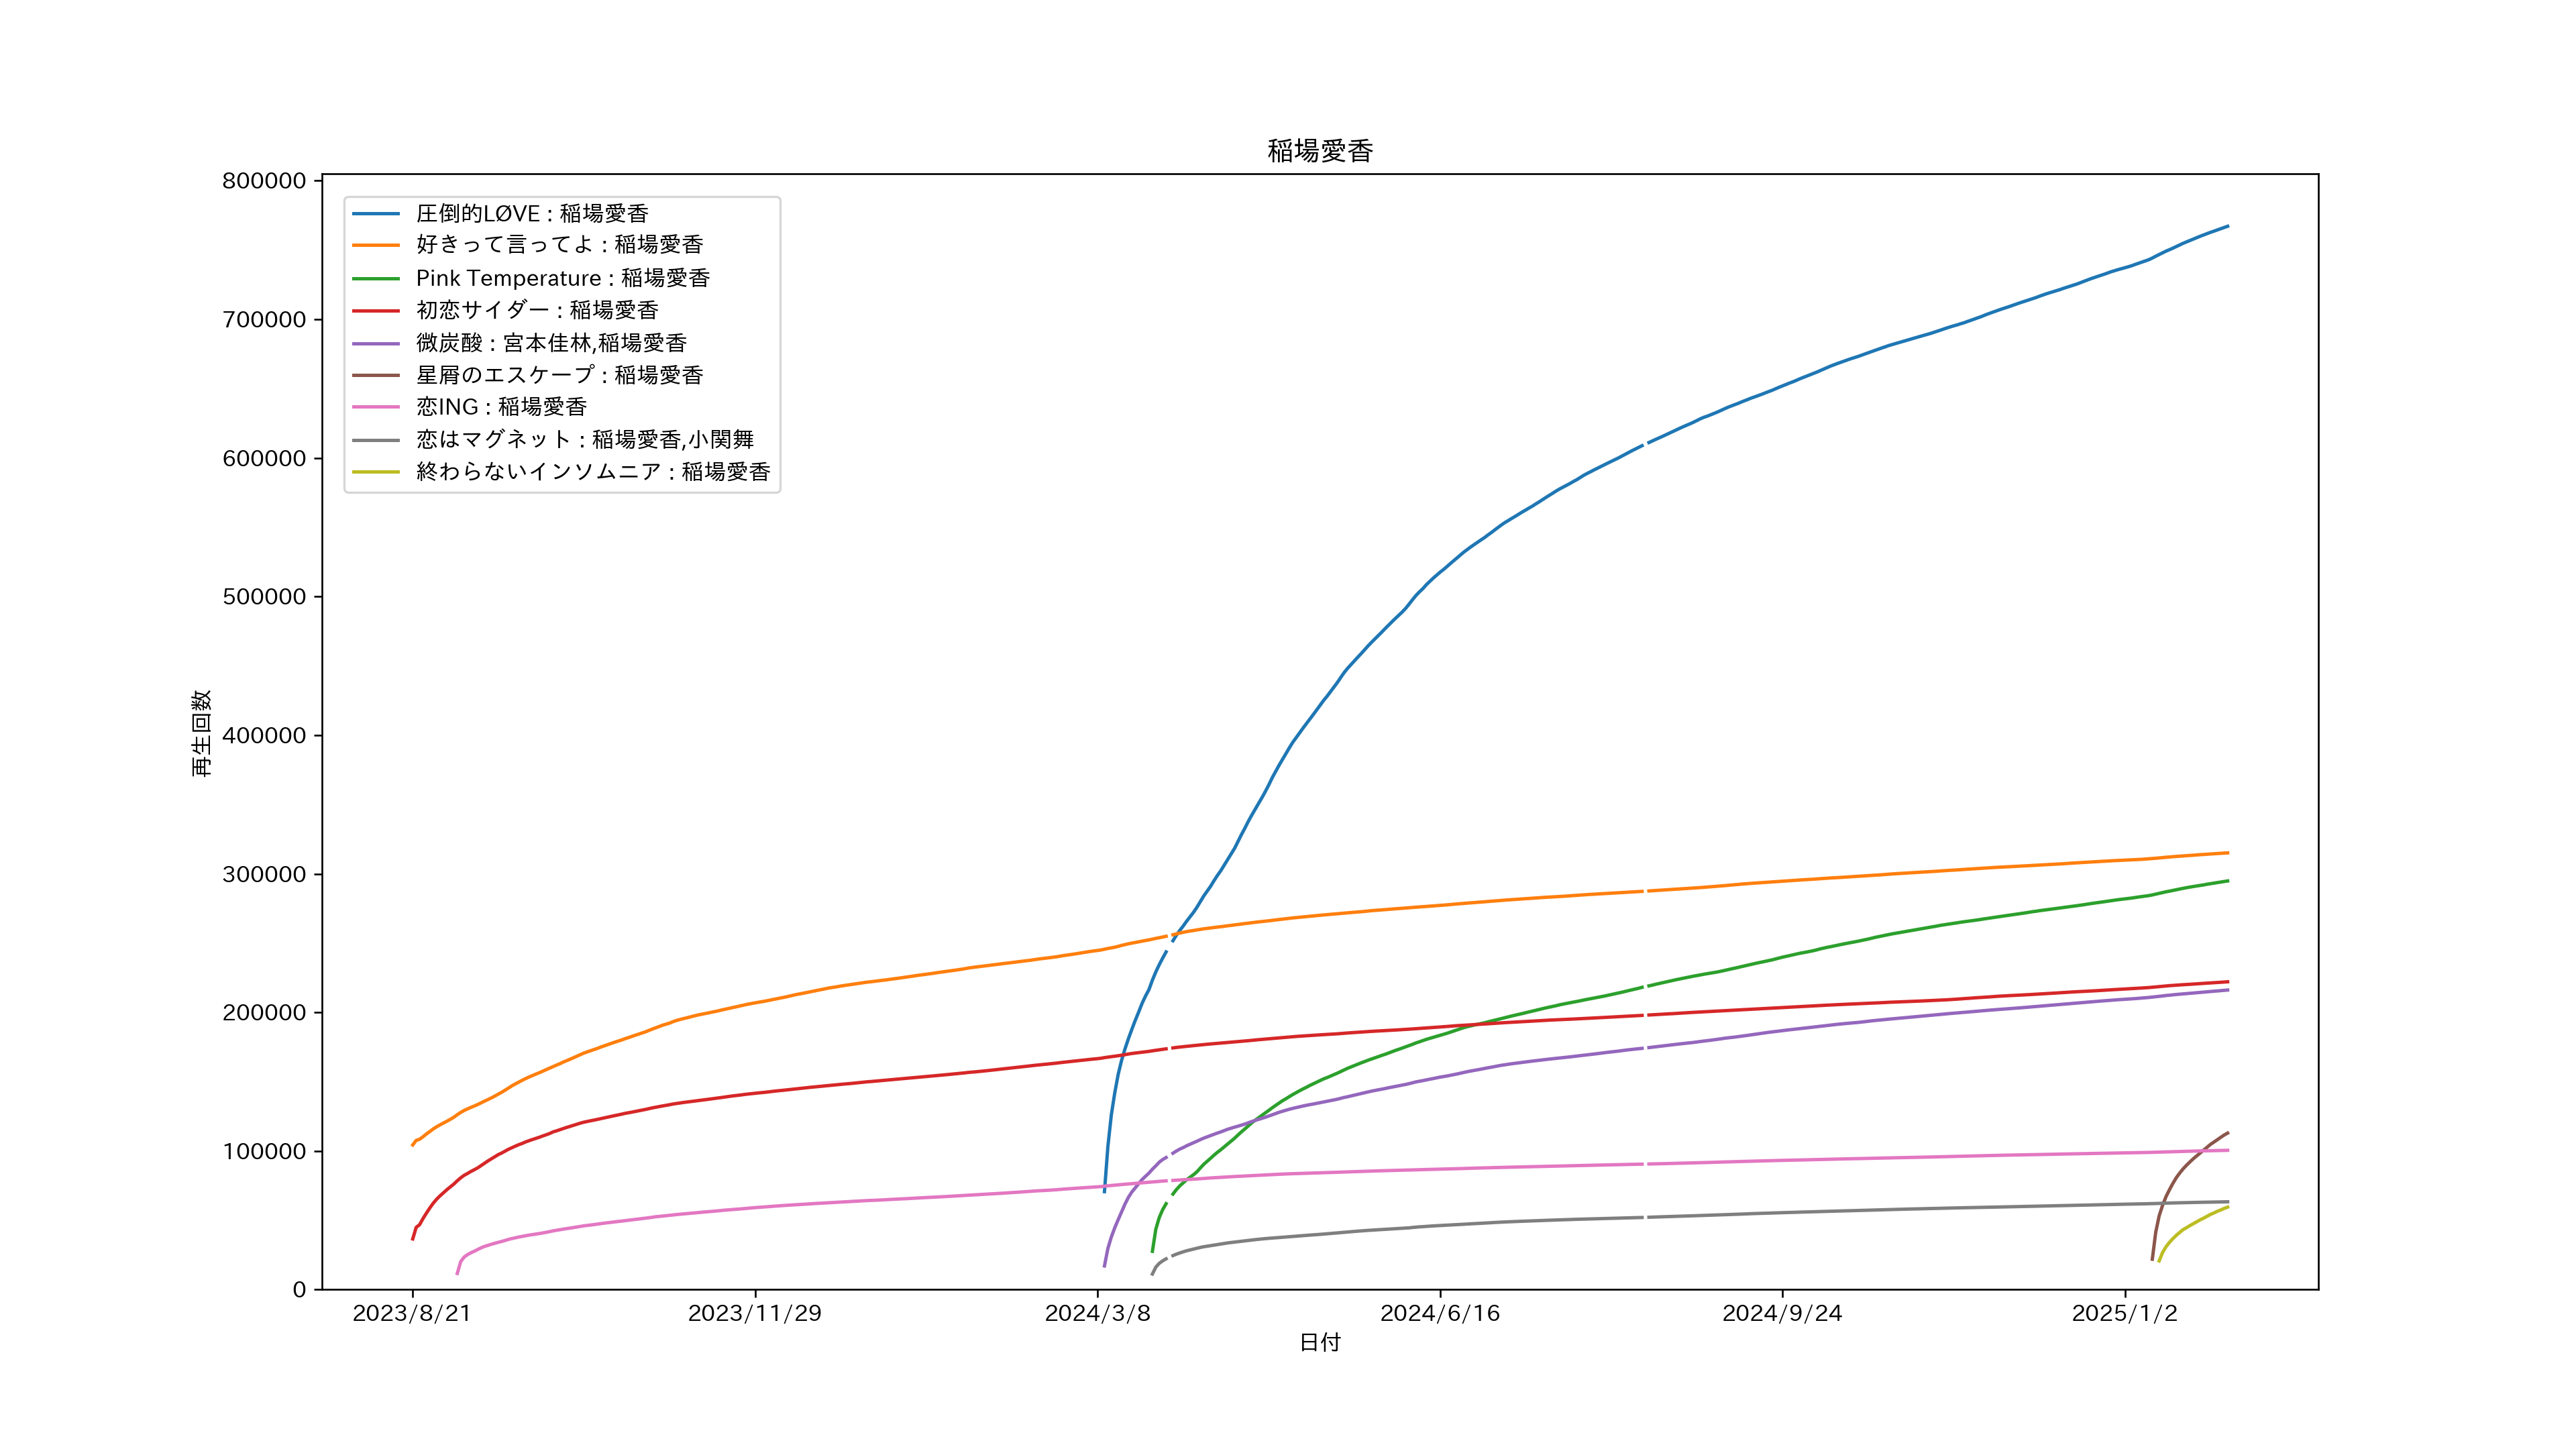 稲場愛香
800000
700000
600000
500000
400000
300000
200000
100000
0
再生回数
圧倒的LØVE : 稲場愛香
好きって言ってよ : 稲場愛香
Pink Temperature : 稲場愛香
初恋サイダー : 稲場愛香
微炭酸 : 宮本佳林,稲場愛香
星屑のエスケープ : 稲場愛香
恋ING : 稲場愛香
恋はマグネット : 稲場愛香,小関舞
終わらないインソムニア : 稲場愛香
2023/8/21
2023/11/29
2024/3/8
2024/6/16
2024/9/24
2025/1/2
日付